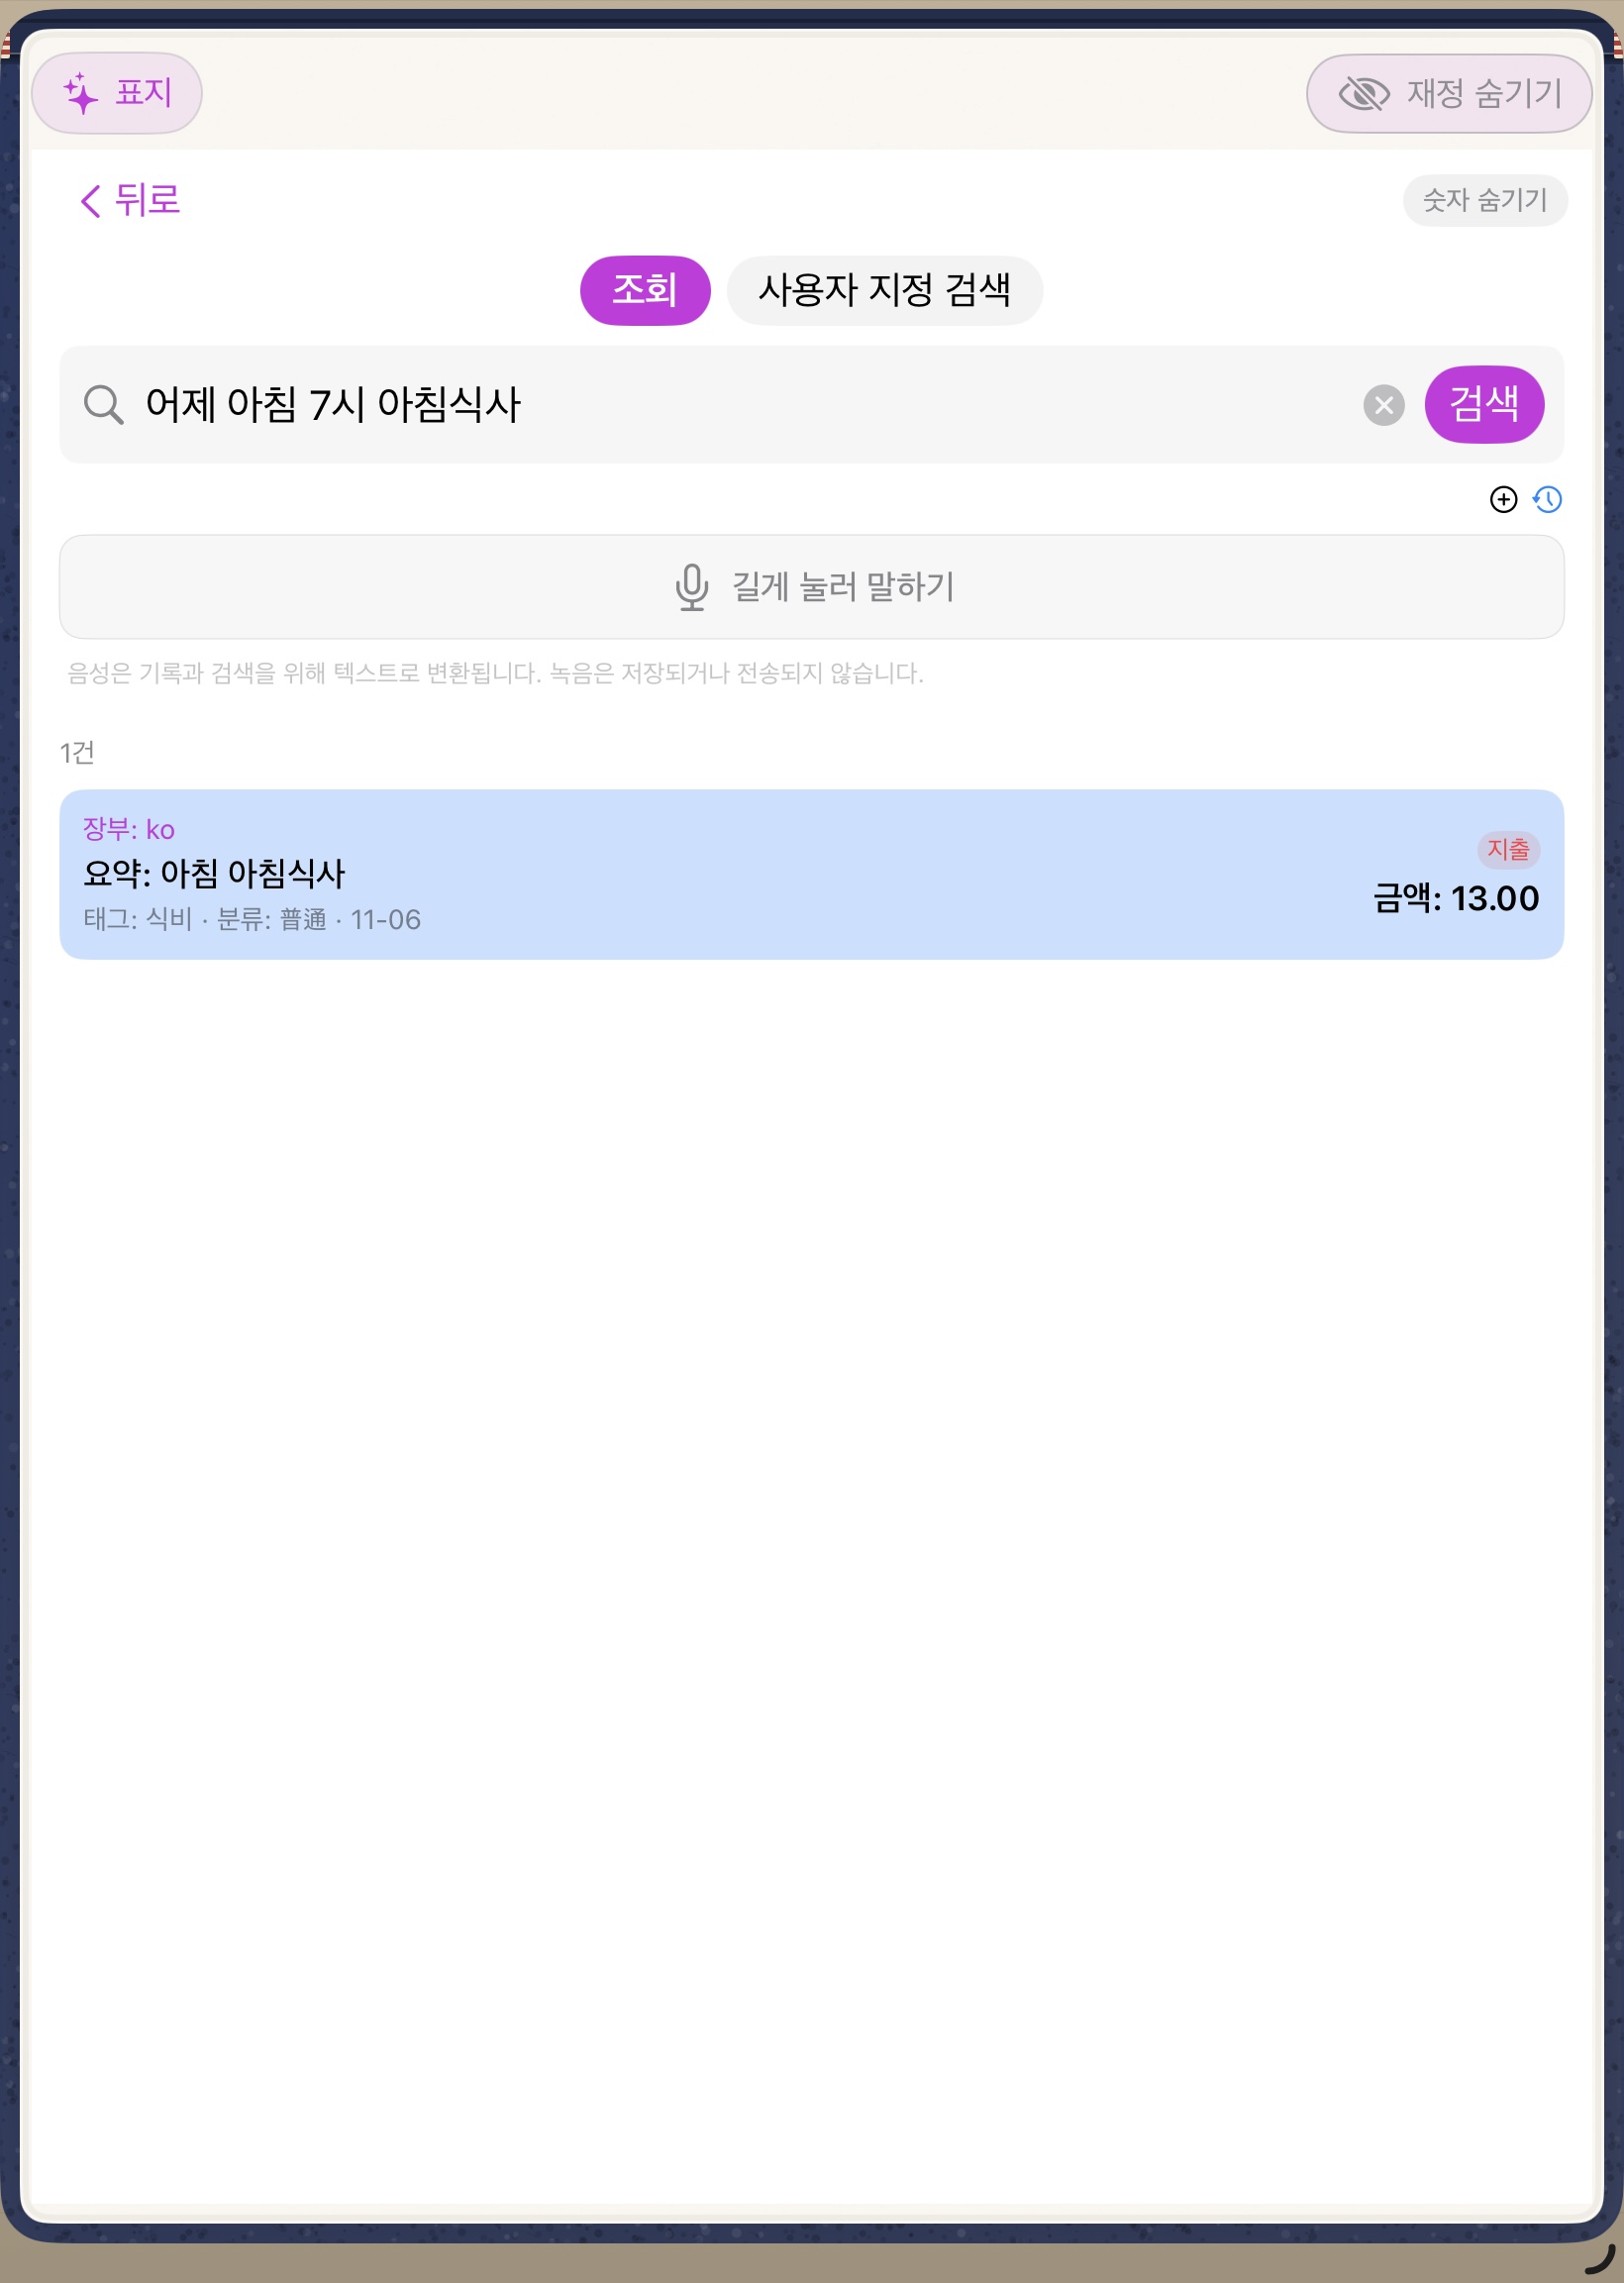 표지
재정 숨기기
뒤로
숫자 숨기기
조회
사용자 지정 검색
어제 아침 7시 아침식사
검색
길게 눌러 말하기
음성은 기록과 검색을 위해 텍스트로 변환됩니다. 녹음은 저장되거나 전송되지 않습니다.
1건
장부: ko
지출
요약: 아침 아침식사
금액: 13.00
태그: 식비 · 분류: 普通 · 11-06